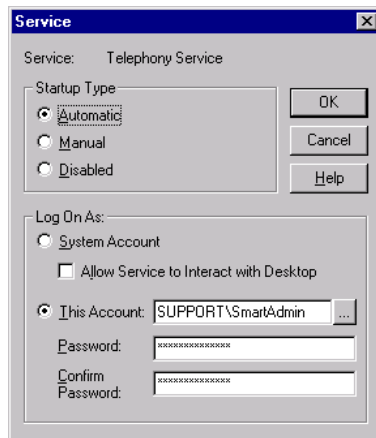 Service
Service: Telephony Service
Startup Type
Automatic
Manual
Disabled
OK
Cancel
Help
Log On As:
System Account
Allow Service to Interact with Desktop
This Account: SUPPORT\SmartAdmin ...
Password: **************
Confirm
Password: **************